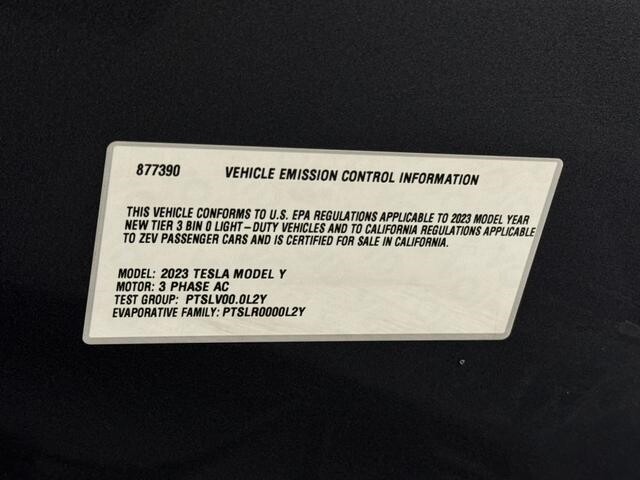 877390 VEHICLE EMISSION CONTROL INFORMATION
THIS VEHICLE CONFORMS TO U.S. EPA REGULATIONS APPLICABLE TO 2023 MODEL YEAR
NEW TIER 3 BIN 0 LIGHT-DUTY VEHICLES AND TO CALIFORNIA REGULATIONS APPLICABLE
TO ZEV PASSENGER CARS AND IS CERTIFIED FOR SALE IN CALIFORNIA.
MODEL: 2023 TESLA MODEL Y
MOTOR: 3 PHASE AC
TEST GROUP: PTSLV00.0L2Y
EVAPORATIVE FAMILY: PTSLR0000L2Y